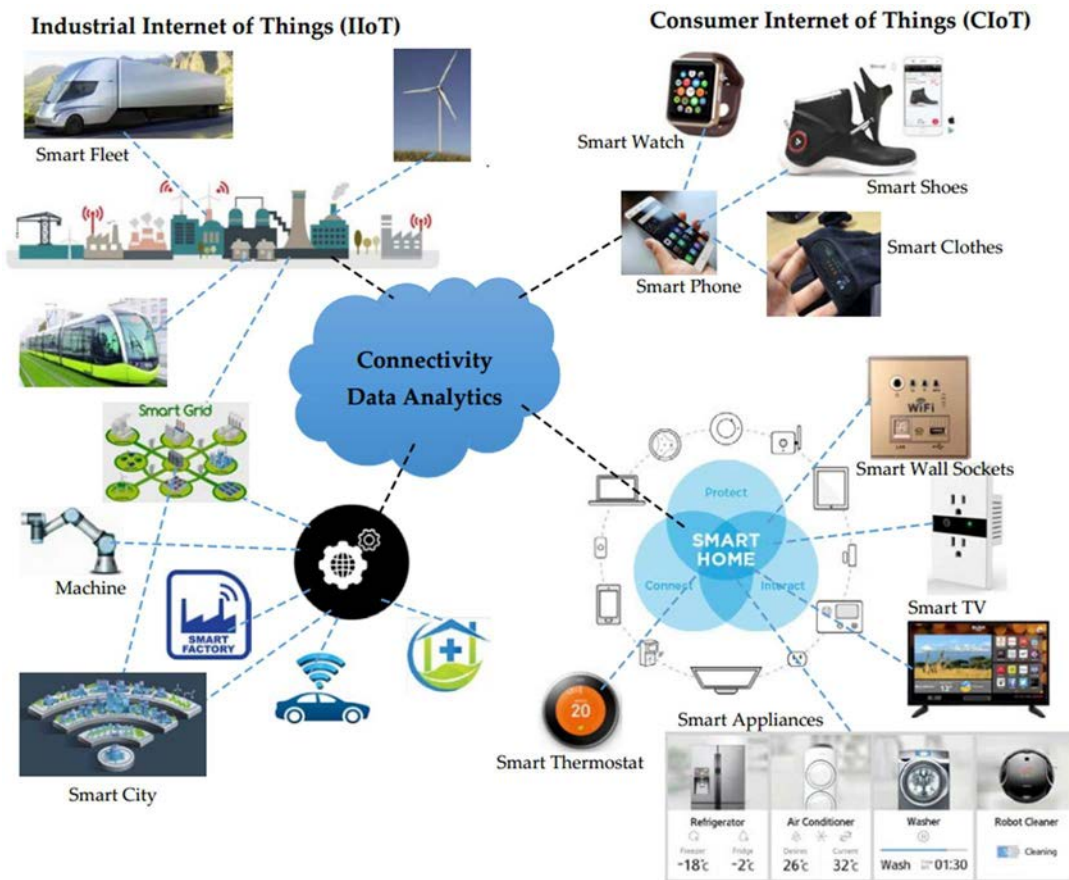 Industrial Internet of Things (IIoT)
Consumer Internet of Things (CIoT)
Smart Fleet
Smart Watch
Smart Shoes
Smart Clothes
Smart Phone
Connectivity
Data Analytics
Smart Grid
WiFi
Smart Wall Sockets
Machine
SMART
FACTORY
Protect
SMART
HOME
Connect
Interact
Smart TV
20
Smart Appliances
Smart Thermostat
Smart City
12°
Refrigerator
Freezer
Fridge
-18°c
-2°c
Air Conditioner
Desires
Current
26°c
32°c
Washer
Wash
01:30
Robot Cleaner
Cleaning